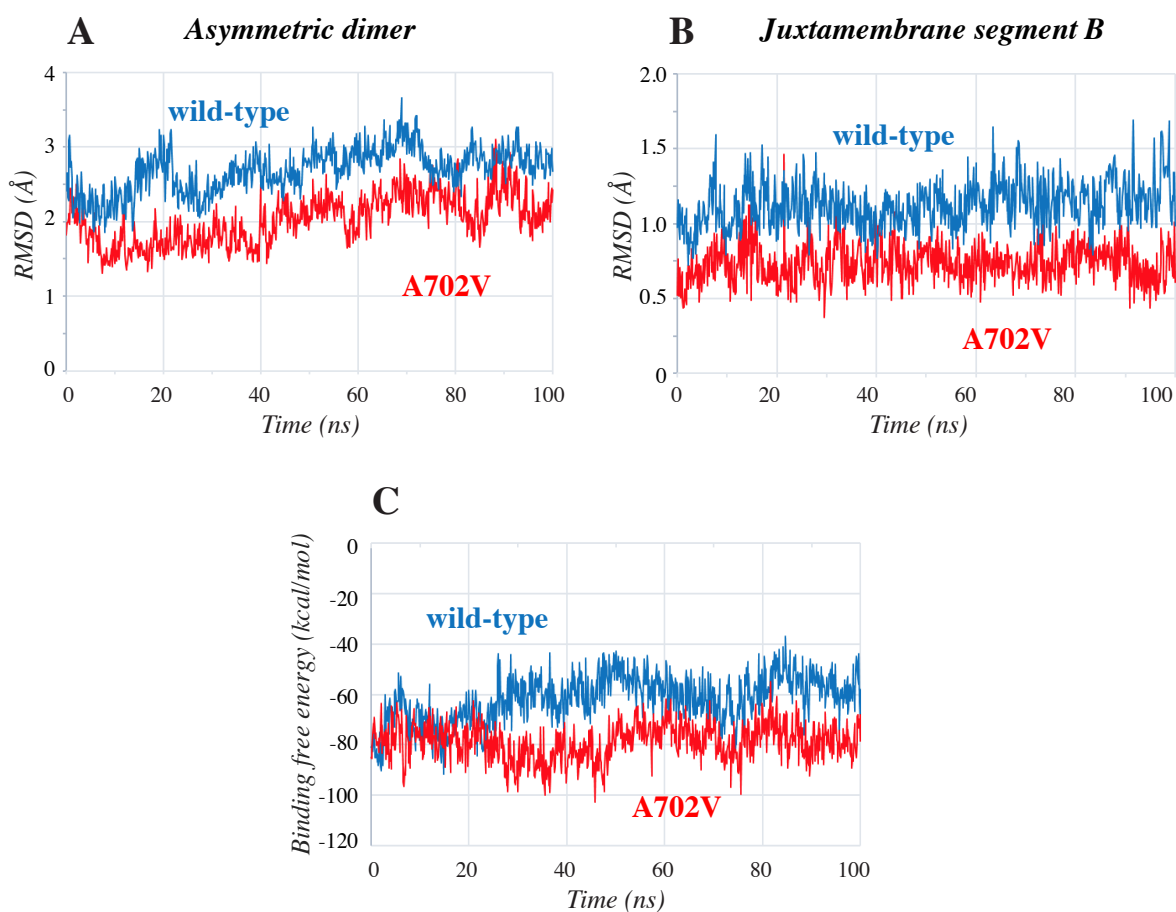 A Asymmetric dimer
4
3
2
1
0
RMSD (Å)
wild-type
A702V
0 20 40 60 80 100
Time (ns)
B Juxtamembrane segment B
2.0
1.5
1.0
0.5
0
RMSD (Å)
wild-type
A702V
0 20 40 60 80 100
Time (ns)
C
0
-20
-40
-60
-80
-100
-120
Binding free energy (kcal/mol)
wild-type
A702V
0 20 40 60 80 100
Time (ns)